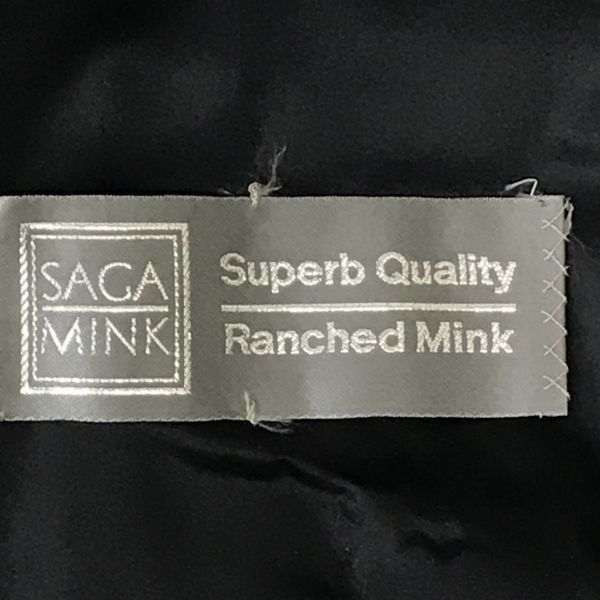 SAGA
MINK
Superb Quality
Ranched Mink